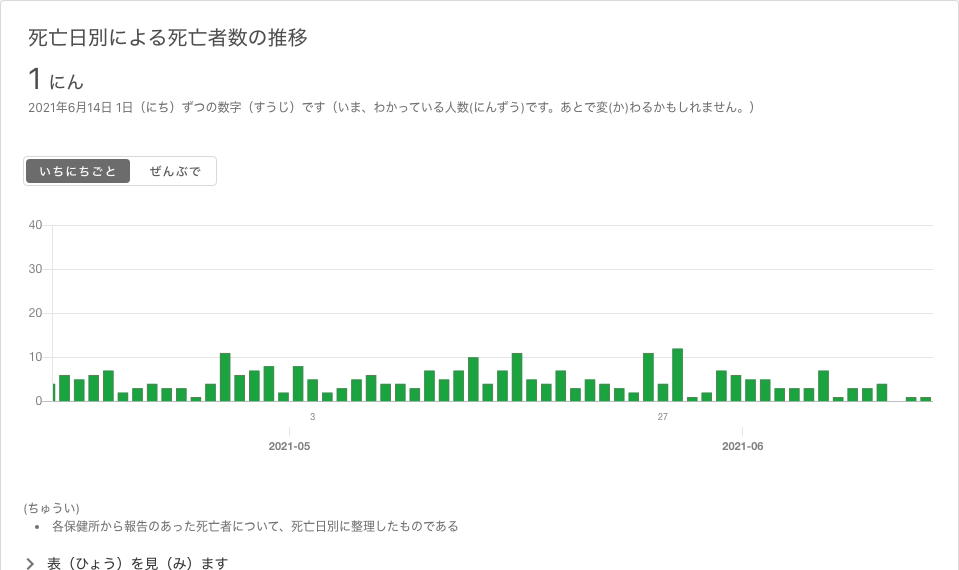 死亡日別による死亡者数の推移
1 にん
2021年6月14日 1日（にち）ずつの数字（すうじ）です（いま、わかっている人数(にんずう)です。あとで変(か)わるかもしれません。）
いちにちごと ぜんぶで
40
30
20
10
0
3 27
2021-05 2021-06
(ちゅうい)
• 各保健所から報告のあった死亡者について、死亡日別に整理したものである
表（ひょう）を見（み）ます